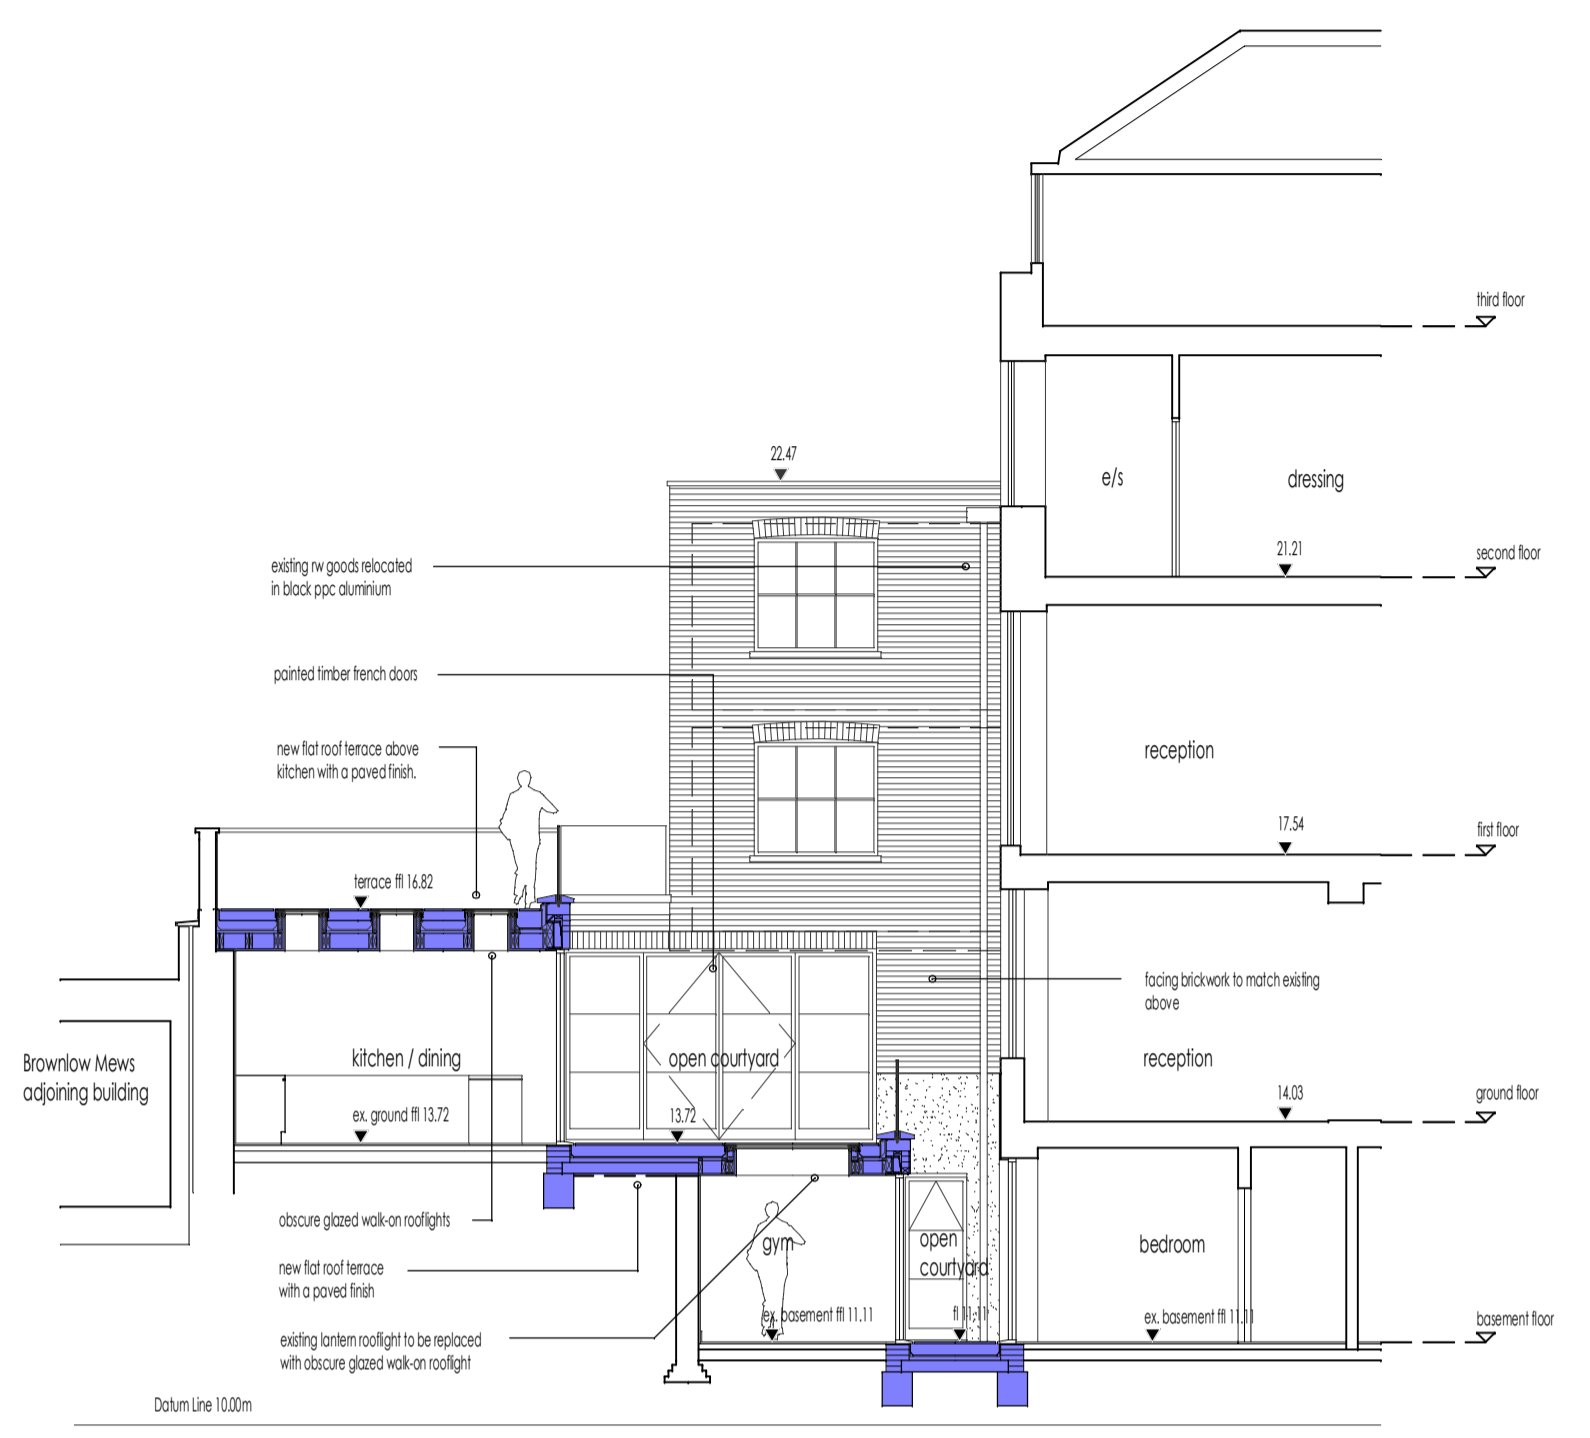 third floor
22.47
e/s
dressing
21.21
second floor
existing rw goods relocated
in black ppc aluminium
painted timber french doors
new flat roof terrace above
kitchen with a paved finish.
reception
17.54
first floor
terrace ffl 16.82
facing brickwork to match existing
above
Brownlow Mews
adjoining building
kitchen / dining
open courtyard
reception
ex. ground ffl 13.72
13.72
14.03
ground floor
obscure glazed walk-on rooflights
gym
open
courtyard
bedroom
new flat roof terrace
with a paved finish
ex. basement ffl 11.11
fl 11.11
ex. basement ffl 11.11
basement floor
existing lantern rooflight to be replaced
with obscure glazed walk-on rooflight
Datum Line 10.00m